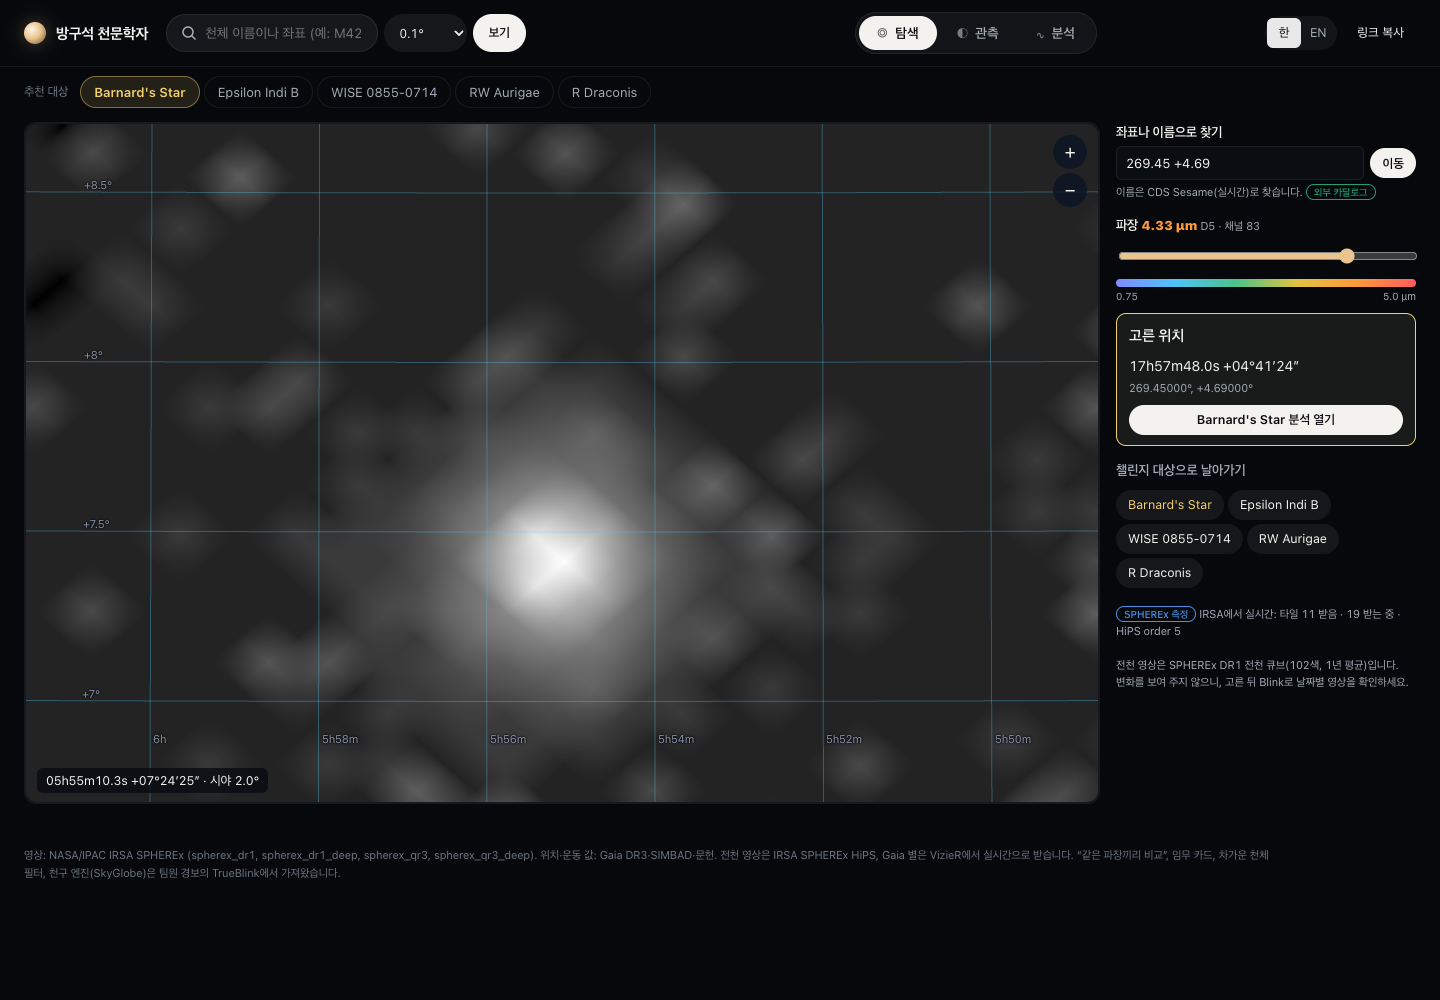 방구석 천문학자
천체 이름이나 좌표 (예: M42
0.1°
보기
탐색
관측
분석
한
EN
링크 복사
추천 대상
Barnard's Star
Epsilon Indi B
WISE 0855-0714
RW Aurigae
R Draconis
+
−
+8.5°
+8°
+7.5°
+7°
6h
5h58m
5h56m
5h54m
5h52m
5h50m
05h55m10.3s +07°24′25″ · 시야 2.0°
좌표나 이름으로 찾기
269.45 +4.69
이동
이름은 CDS Sesame(실시간)로 찾습니다. 외부 카탈로그
파장 4.33 µm D5 · 채널 83
0.75
5.0 µm
고른 위치
17h57m48.0s +04°41′24″
269.45000°, +4.69000°
Barnard's Star 분석 열기
챌린지 대상으로 날아가기
Barnard's Star
Epsilon Indi B
WISE 0855-0714
RW Aurigae
R Draconis
SPHEREx 측정 IRSA에서 실시간: 타일 11 받음 · 19 받는 중 ·
HiPS order 5
전천 영상은 SPHEREx DR1 전천 큐브(102색, 1년 평균)입니다.
변화를 보여 주지 않으니, 고른 뒤 Blink로 날짜별 영상을 확인하세요.
영상: NASA/IPAC IRSA SPHEREx (spherex_dr1, spherex_dr1_deep, spherex_qr3, spherex_qr3_deep). 위치·운동 값: Gaia DR3·SIMBAD·문헌. 전천 영상은 IRSA SPHEREx HiPS, Gaia 별은 VizieR에서 실시간으로 받습니다. “같은 파장끼리 비교”, 임무 카드, 차가운 천체
필터, 천구 엔진(SkyGlobe)은 팀원 경보의 TrueBlink에서 가져왔습니다.